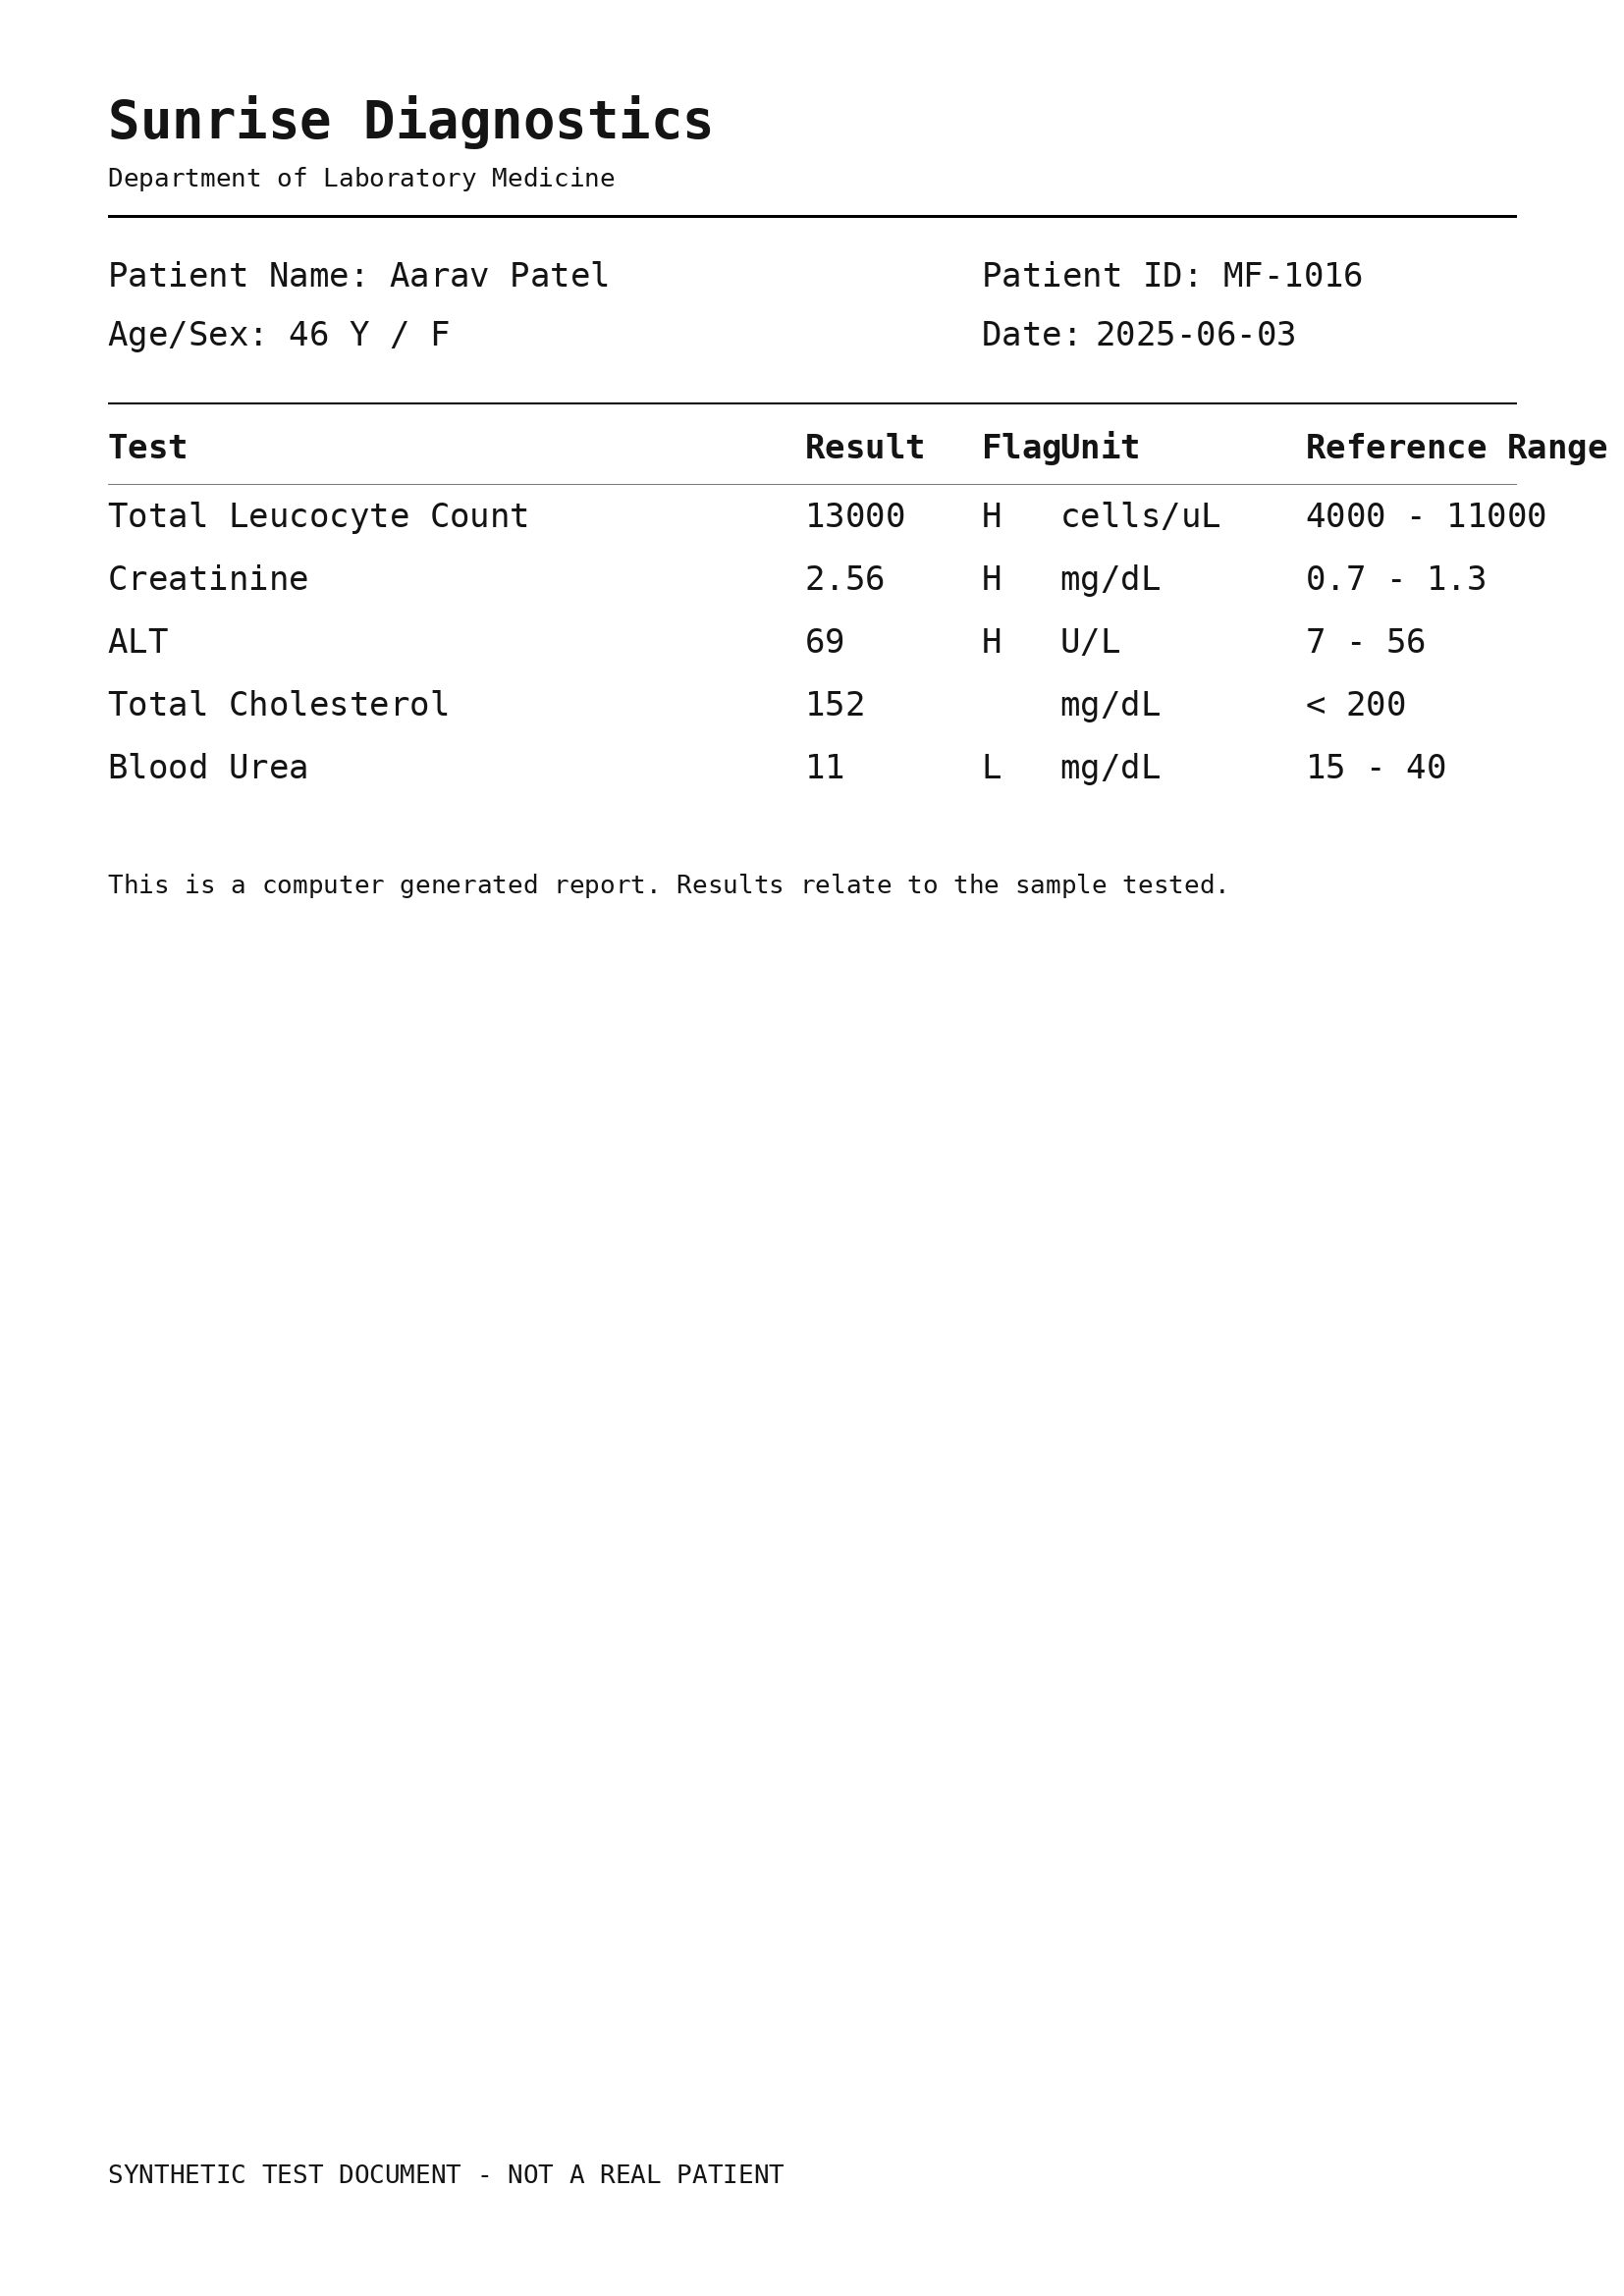 Sunrise Diagnostics
Department of Laboratory Medicine
Patient Name: Aarav Patel Patient ID: MF-1016
Age/Sex: 46 Y / F Date: 2025-06-03
Test Result Flag Unit Reference Range
Total Leucocyte Count 13000 H cells/uL 4000 - 11000
Creatinine 2.56 H mg/dL 0.7 - 1.3
ALT 69 H U/L 7 - 56
Total Cholesterol 152 mg/dL < 200
Blood Urea 11 L mg/dL 15 - 40
This is a computer generated report. Results relate to the sample tested.
SYNTHETIC TEST DOCUMENT - NOT A REAL PATIENT